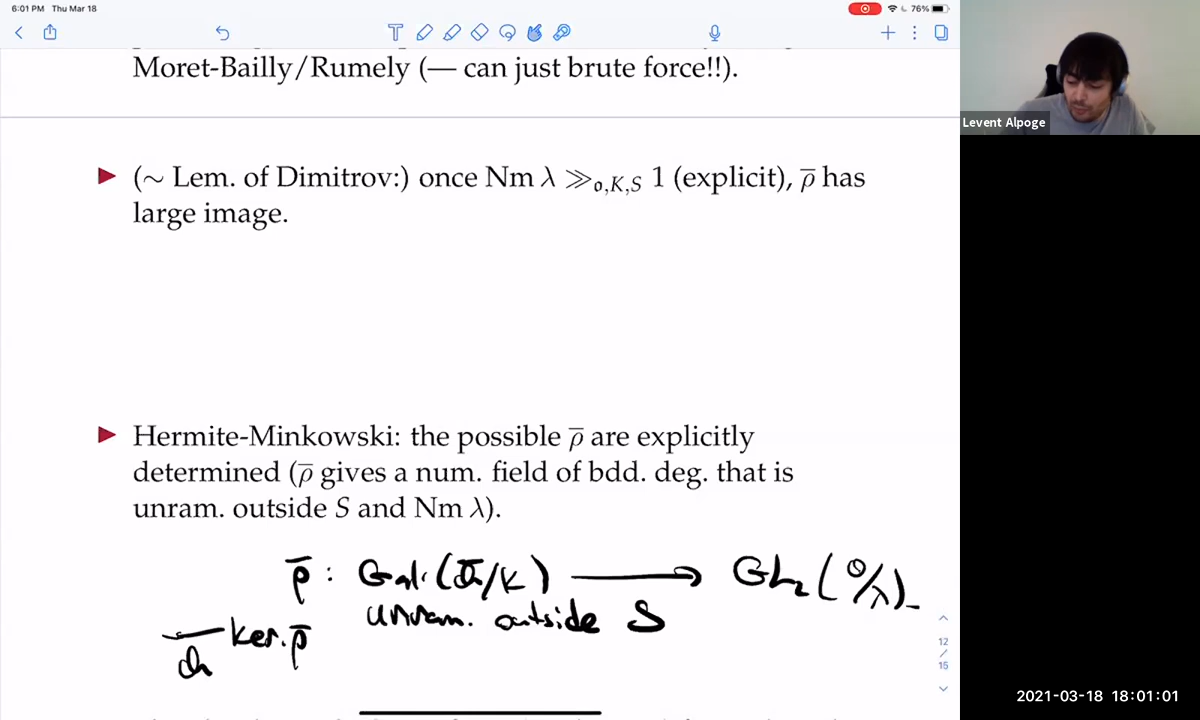 6:01 PM Thu Mar 18
76%
Moret-Bailly/Rumely (— can just brute force!!).
Levent Alpoge
▶ (∼ Lem. of Dimitrov:) once Nm λ ≫𝔬,K,S 1 (explicit), ρ̄ has
large image.
▶ Hermite-Minkowski: the possible ρ̄ are explicitly
determined (ρ̄ gives a num. field of bdd. deg. that is
unram. outside S and Nm λ).
ρ̄ : Gal(ℚ̄/K) ⟶ GL₂(𝔬/λ)
unram. outside S
ℚ̄ ker ρ̄
12
/
15
2021-03-18 18:01:01